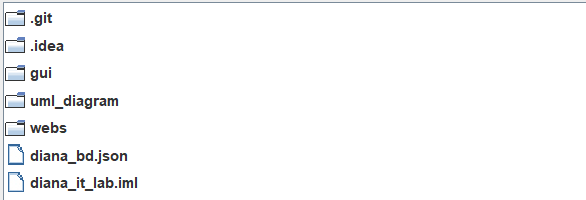 .git
.idea
gui
uml_diagram
webs
diana_bd.json
diana_it_lab.iml